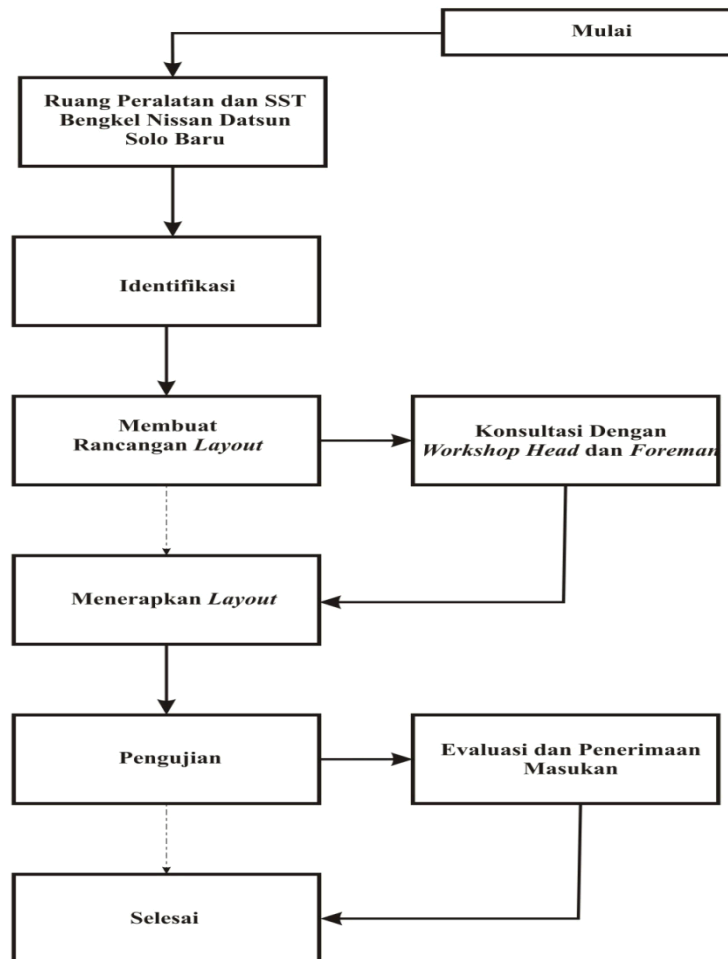 Mulai
Ruang Peralatan dan SST
Bengkel Nissan Datsun
Solo Baru
Identifikasi
Membuat
Rancangan Layout
Konsultasi Dengan
Workshop Head dan Foreman
Menerapkan Layout
Pengujian
Evaluasi dan Penerimaan
Masukan
Selesai